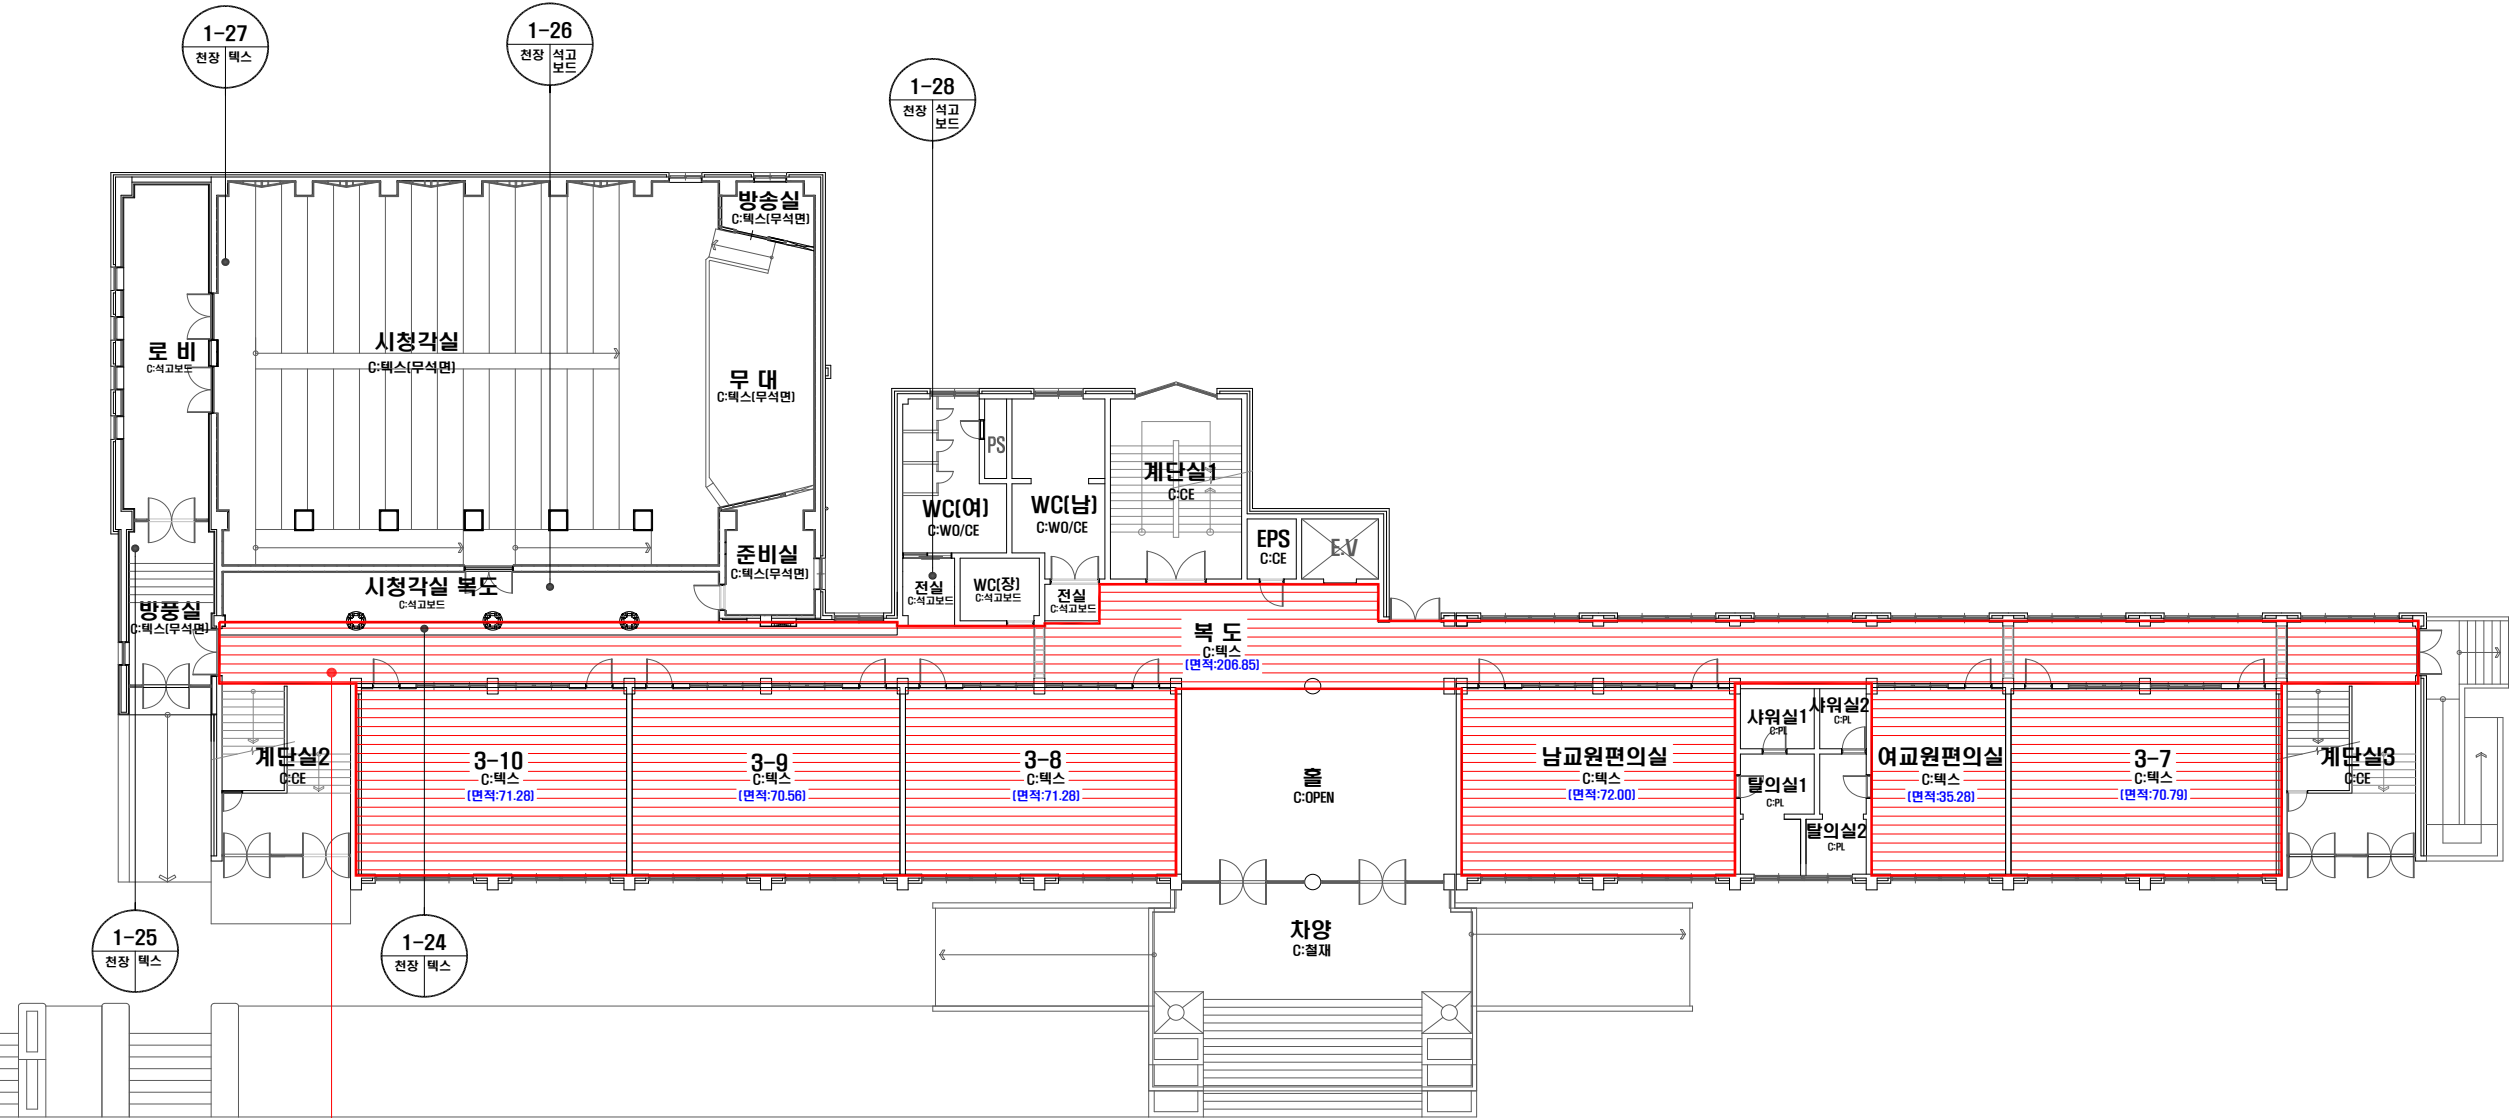 1-27
천장 텍스
1-26
천장 석고
보드
1-28
천장 석고
보드
방송실
C:텍스(무석면)
시청각실
C:텍스(무석면)
로 비
C:석고보드
무 대
C:텍스(무석면)
PS
계단실1
C:CE
WC(여)
C:WO/CE
WC(남)
C:WO/CE
EPS
C:CE
E.V
준비실
C:텍스(무석면)
시청각실 복도
C:석고보드
전실
C:석고보드
WC(장)
C:석고보드
전실
C:석고보드
방풍실
C:텍스(무석면)
복 도
C:텍스
(면적:206.85)
계단실2
C:CE
3-10
C:텍스
(면적:71.28)
3-9
C:텍스
(면적:70.56)
3-8
C:텍스
(면적:71.28)
홀
C:OPEN
남교원편의실
C:텍스
(면적:72.00)
샤워실1
C:PL
샤워실2
C:PL
탈의실1
C:PL
탈의실2
C:PL
여교원편의실
C:텍스
(면적:35.28)
3-7
C:텍스
(면적:70.79)
계단실3
C:CE
차양
C:철재
1-25
천장 텍스
1-24
천장 텍스